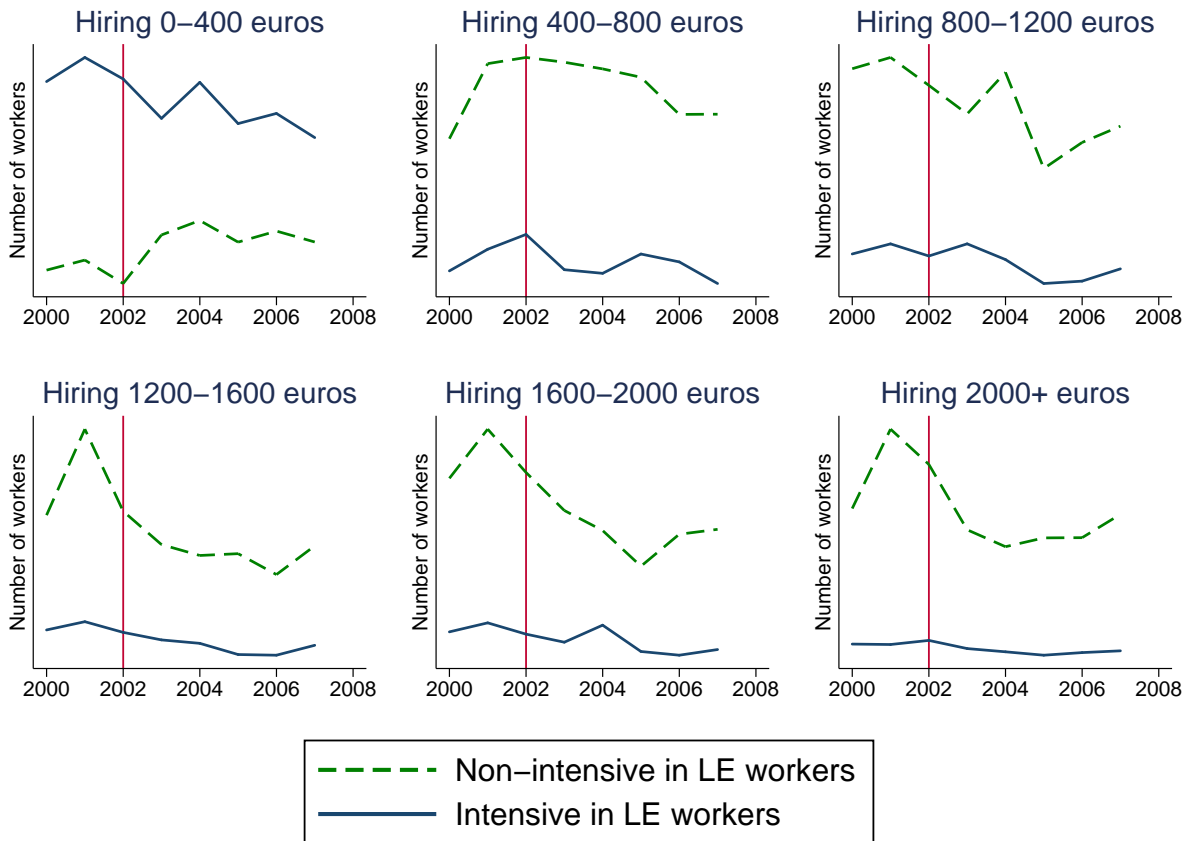 Hiring 0−400 euros
Number of workers
2000 2002 2004 2006 2008
Hiring 400−800 euros
Number of workers
2000 2002 2004 2006 2008
Hiring 800−1200 euros
Number of workers
2000 2002 2004 2006 2008
Hiring 1200−1600 euros
Number of workers
2000 2002 2004 2006 2008
Hiring 1600−2000 euros
Number of workers
2000 2002 2004 2006 2008
Hiring 2000+ euros
Number of workers
2000 2002 2004 2006 2008
Non−intensive in LE workers
Intensive in LE workers